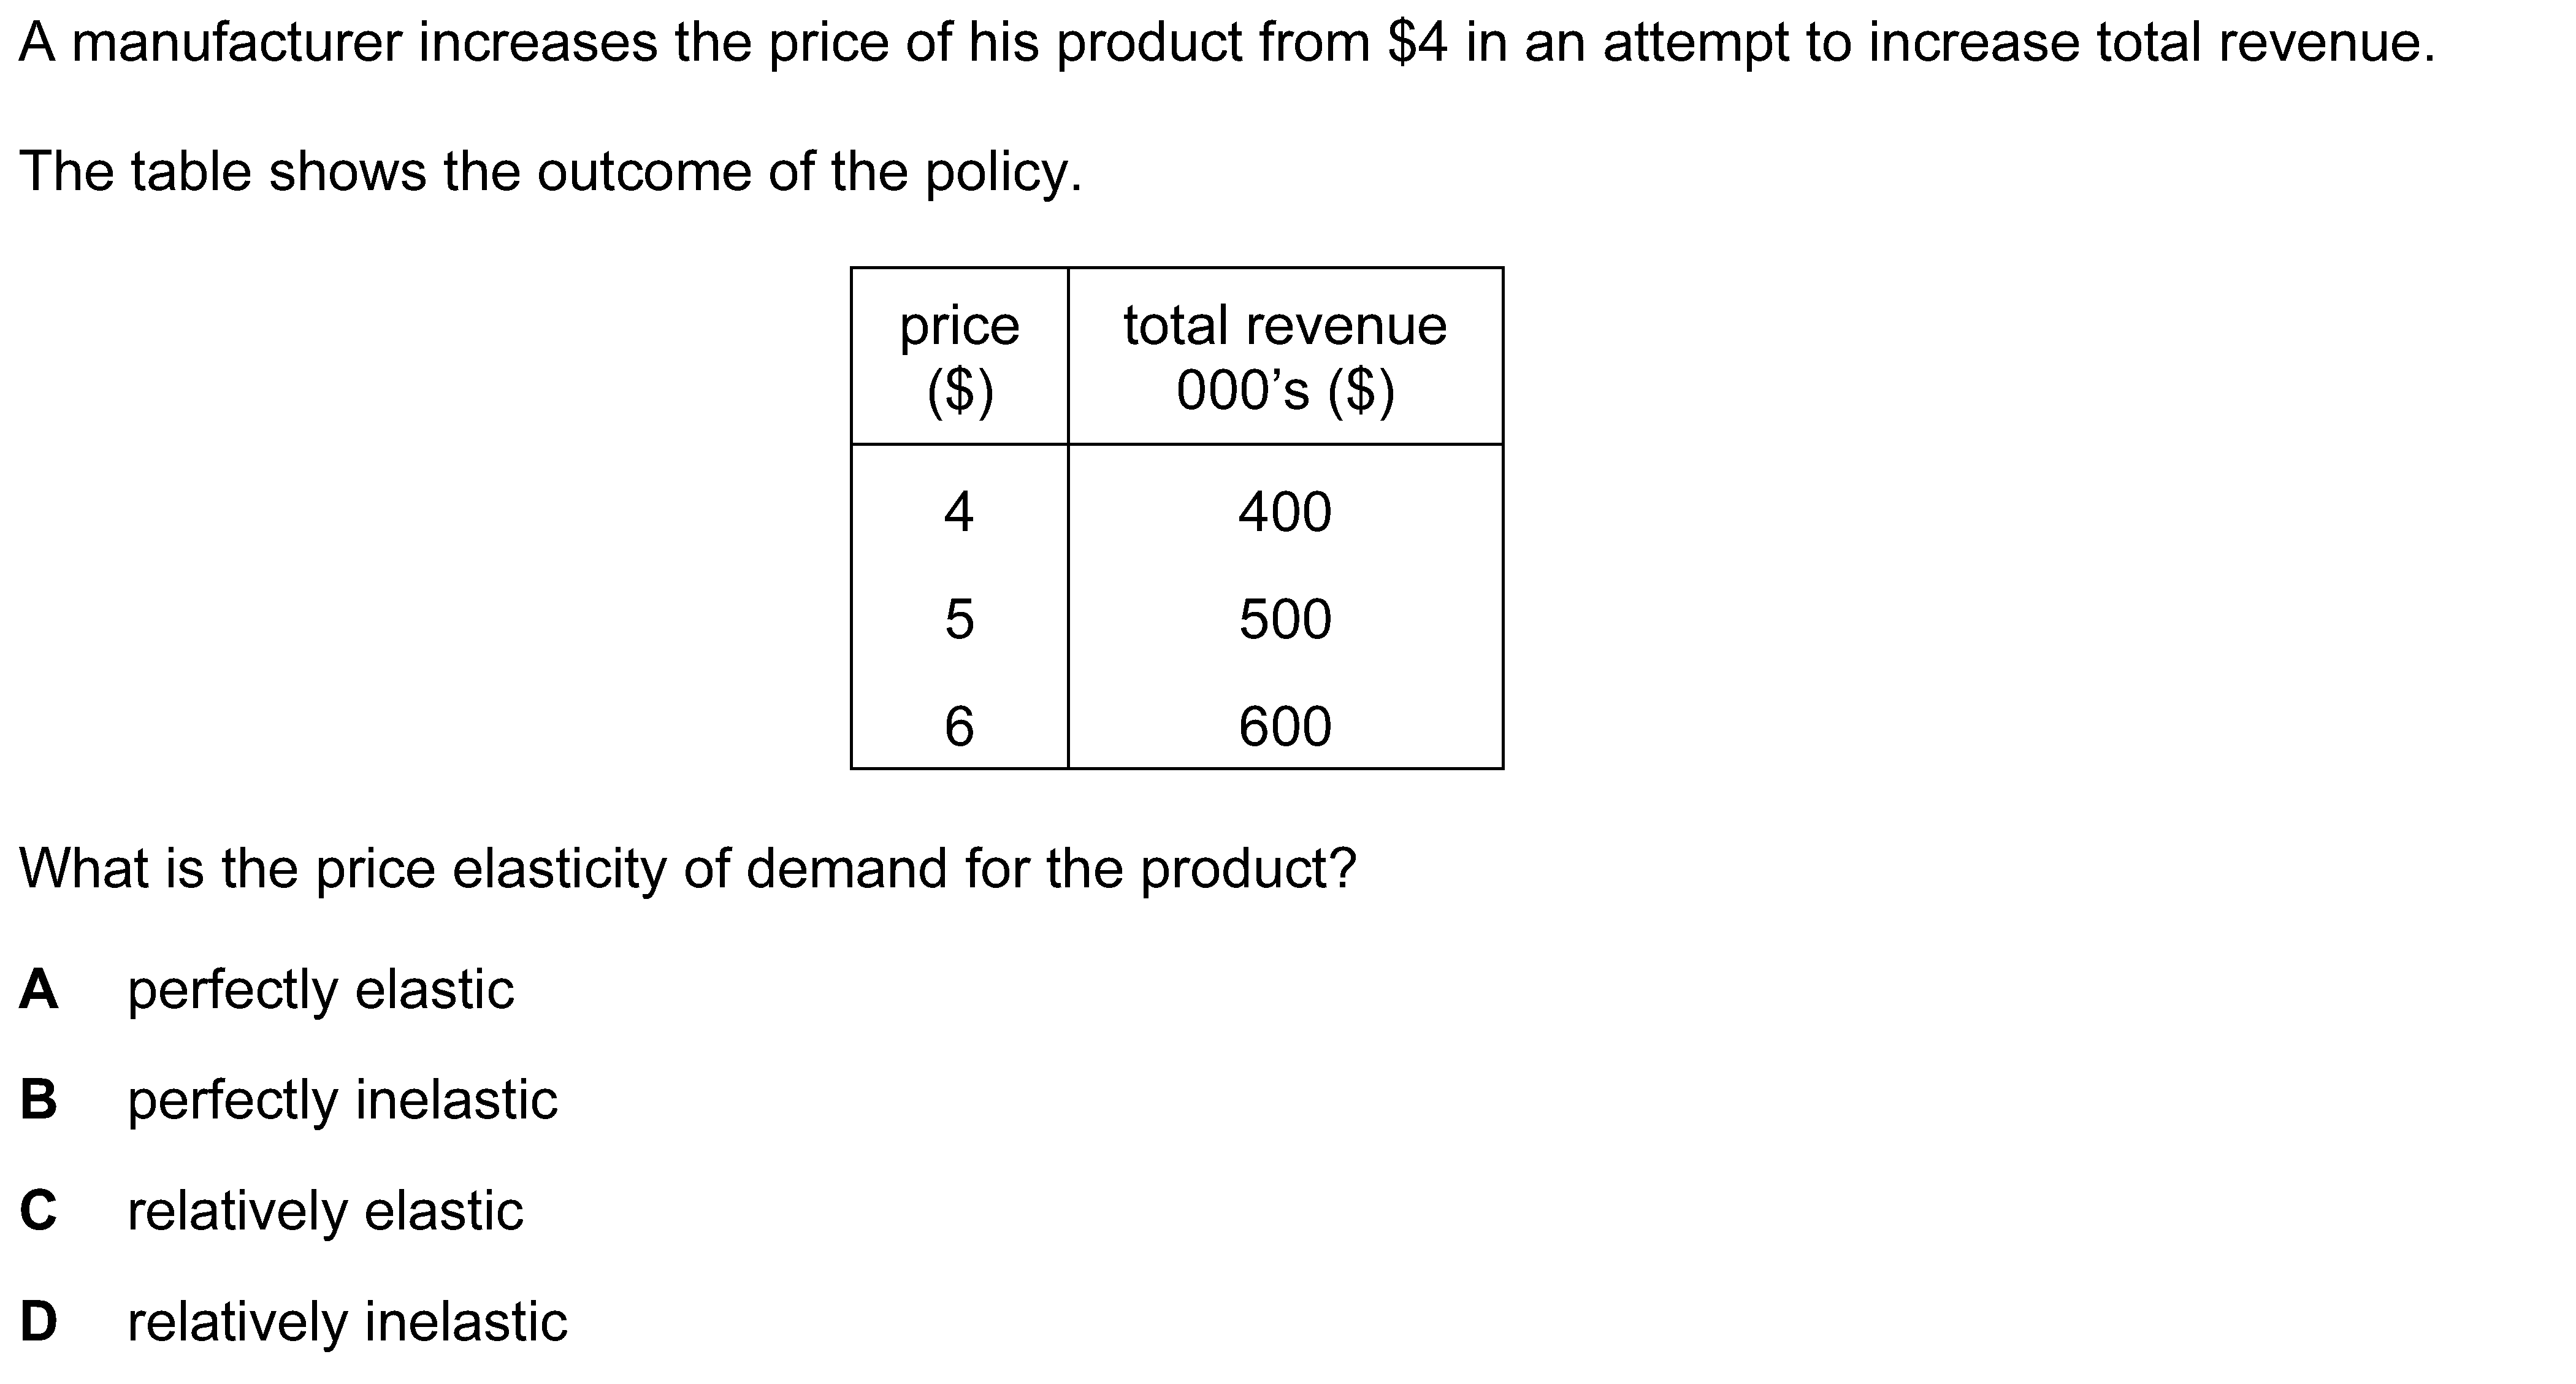 A manufacturer increases the price of his product from $4 in an attempt to increase total revenue.
The table shows the outcome of the policy.
price ($) total revenue 000’s ($)
4 400
5 500
6 600
What is the price elasticity of demand for the product?
A perfectly elastic
B perfectly inelastic
C relatively elastic
D relatively inelastic